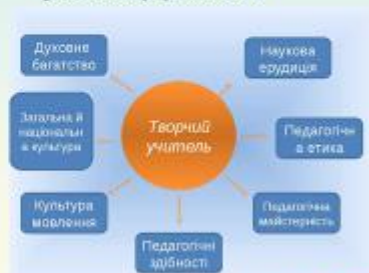 Духовне
багатство
Наукова
ерудиція
Загальна й
національн
а культура
Творчий
учитель
Педагогічн
а етика
Культура
мовлення
Педагогічна
майстерність
Педагогічні
здібності